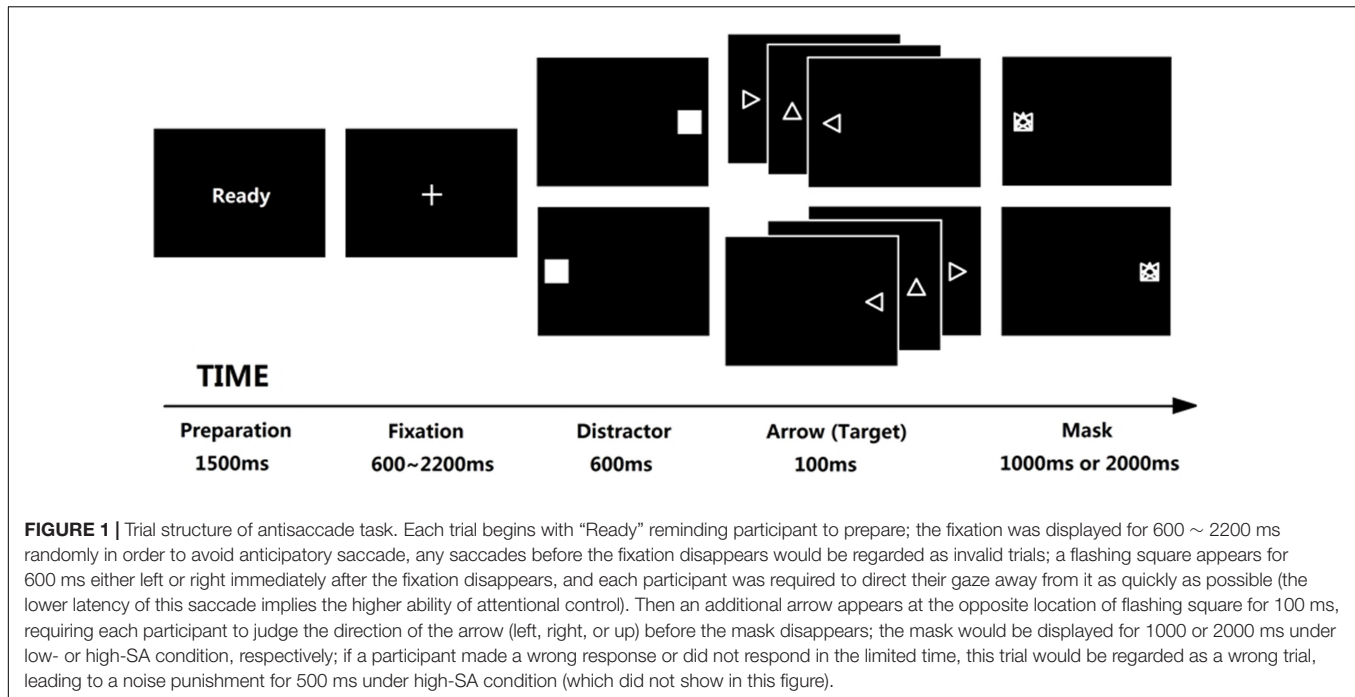 Ready
TIME
Preparation
1500ms
Fixation
600~2200ms
Distractor
600ms
Arrow (Target)
100ms
Mask
1000ms or 2000ms
FIGURE 1 | Trial structure of antisaccade task. Each trial begins with “Ready” reminding participant to prepare; the fixation was displayed for 600 ∼ 2200 ms
randomly in order to avoid anticipatory saccade, any saccades before the fixation disappears would be regarded as invalid trials; a flashing square appears for
600 ms either left or right immediately after the fixation disappears, and each participant was required to direct their gaze away from it as quickly as possible (the
lower latency of this saccade implies the higher ability of attentional control). Then an additional arrow appears at the opposite location of flashing square for 100 ms,
requiring each participant to judge the direction of the arrow (left, right, or up) before the mask disappears; the mask would be displayed for 1000 or 2000 ms under
low- or high-SA condition, respectively; if a participant made a wrong response or did not respond in the limited time, this trial would be regarded as a wrong trial,
leading to a noise punishment for 500 ms under high-SA condition (which did not show in this figure).